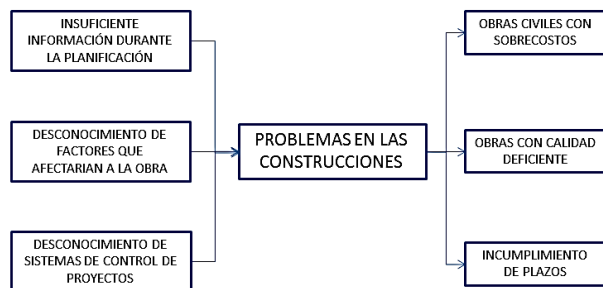 INSUFICIENTE
INFORMACIÓN DURANTE
LA PLANIFICACIÓN
DESCONOCIMIENTO DE
FACTORES QUE
AFECTARIAN A LA OBRA
DESCONOCIMIENTO DE
SISTEMAS DE CONTROL DE
PROYECTOS
PROBLEMAS EN LAS
CONSTRUCCIONES
OBRAS CIVILES CON
SOBRECOSTOS
OBRAS CON CALIDAD
DEFICIENTE
INCUMPLIMIENTO
DE PLAZOS